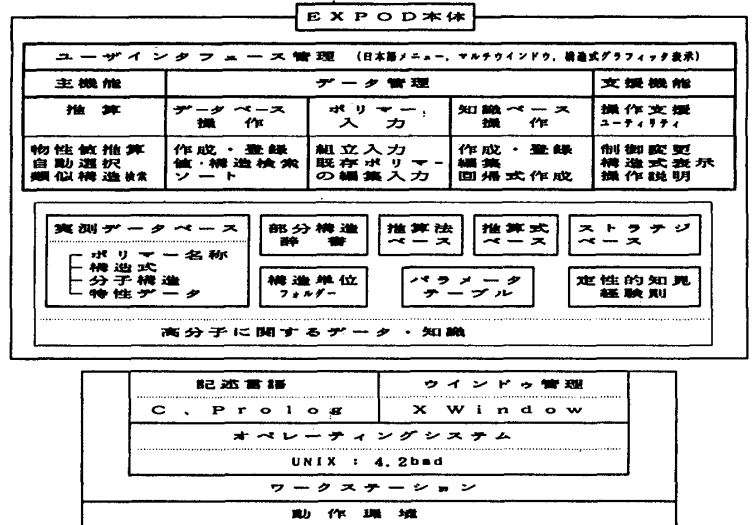 EXPOD本体
ユーザインタフェース管理 (日本語メニュー、マルチウインドウ、構造式グラフィック表示)
主機能 データ管理 支援機能
推算 データベース操作 ポリマー入力 知識ベース操作 操作支援ユーティリティ
物性値推算 作成・登録 組立入力 作成・登録 制御変更
自動選択 値・構造検索 既存ポリマー 編集 構造式表示
類似構造検索 ソート の編集入力 回帰式作成 操作説明
実測データベース 部分構造辞書 推算法ベース 推算式ベース ストラテジベース
ポリマー名称
構造式
分子構造
特性データ
構造単位フォルダー パラメータテーブル 定性的知見経験則
高分子に関するデータ・知識
記述言語 ウインドゥ管理
C、Prolog X Window
オペレーティングシステム
UNIX : 4.2bsd
ワークステーション
動作環境